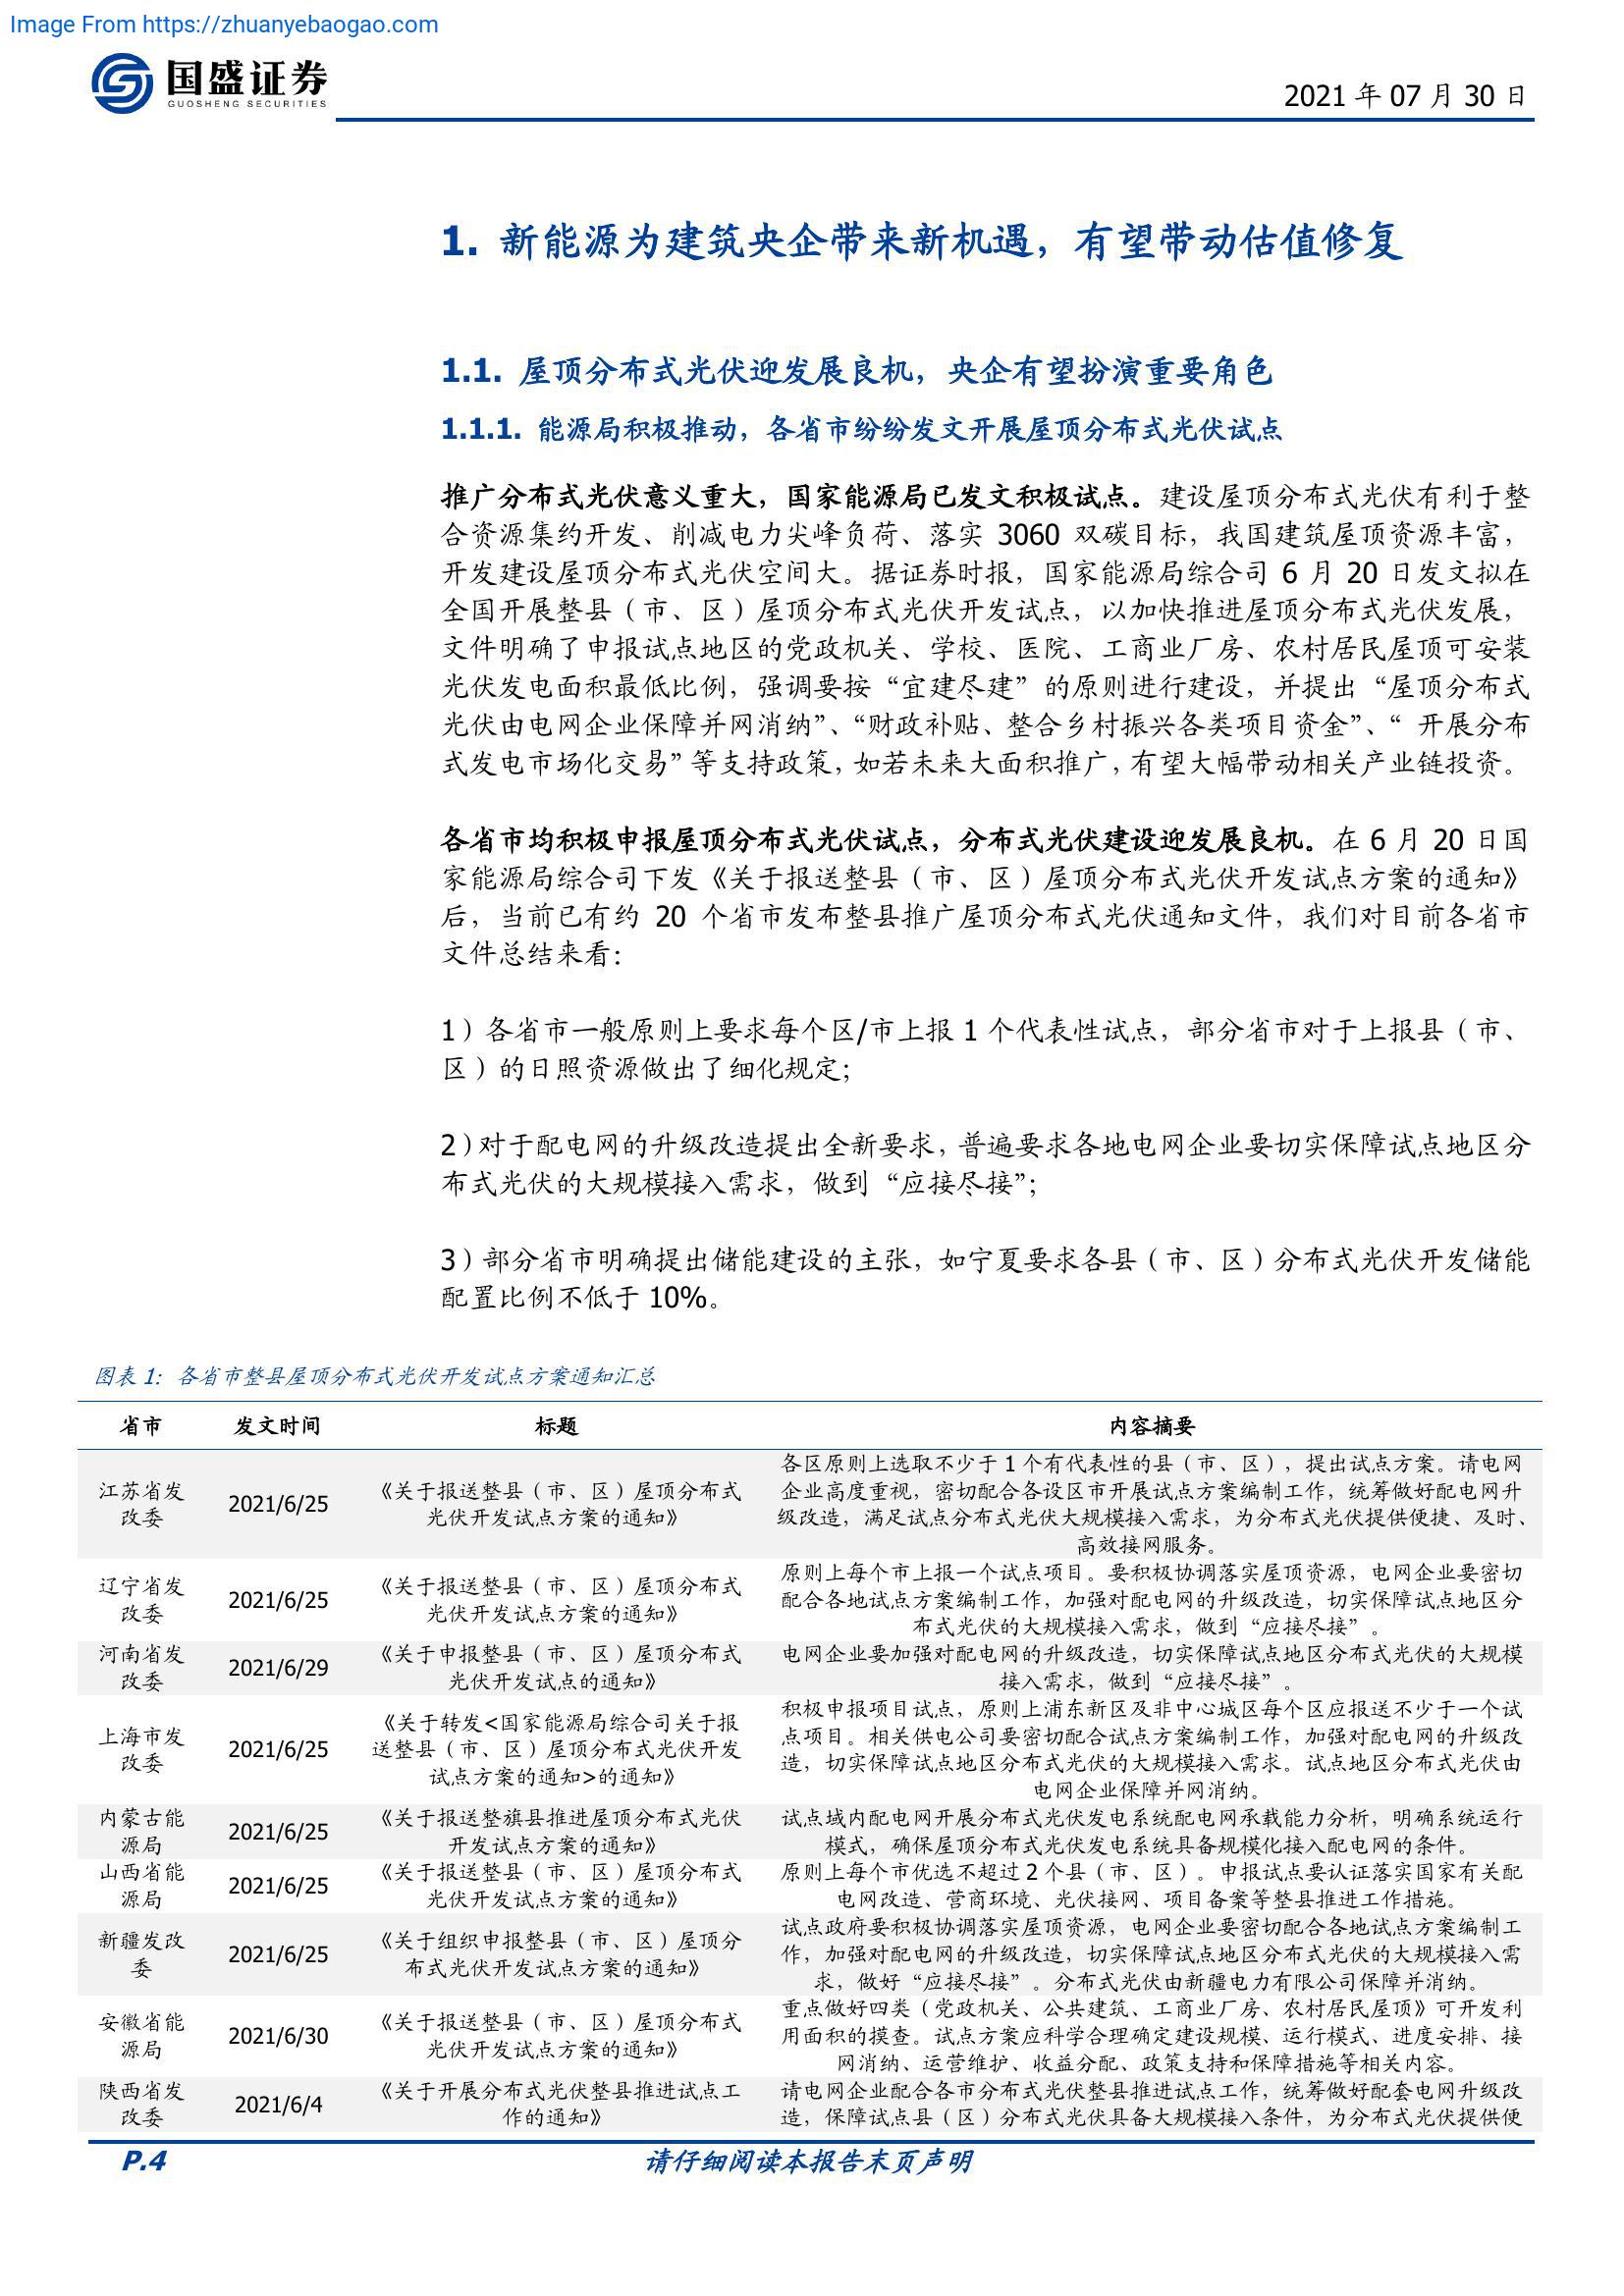 Image From https://zhuanyebaogao.com
国盛证券
GUOSHENG SECURITIES
2021 年 07 月 30 日
1. 新能源为建筑央企带来新机遇，有望带动估值修复
1.1. 屋顶分布式光伏迎发展良机，央企有望扮演重要角色
1.1.1. 能源局积极推动，各省市纷纷发文开展屋顶分布式光伏试点
推广分布式光伏意义重大，国家能源局已发文积极试点。建设屋顶分布式光伏有利于整
合资源集约开发、削减电力尖峰负荷、落实 3060 双碳目标，我国建筑屋顶资源丰富，
开发建设屋顶分布式光伏空间大。据证券时报，国家能源局综合司 6 月 20 日发文拟在
全国开展整县（市、区）屋顶分布式光伏开发试点，以加快推进屋顶分布式光伏发展，
文件明确了申报试点地区的党政机关、学校、医院、工商业厂房、农村居民屋顶可安装
光伏发电面积最低比例，强调要按“宜建尽建”的原则进行建设，并提出“屋顶分布式
光伏由电网企业保障并网消纳”、“财政补贴、整合乡村振兴各类项目资金”、“ 开展分布
式发电市场化交易”等支持政策，如若未来大面积推广，有望大幅带动相关产业链投资。
各省市均积极申报屋顶分布式光伏试点，分布式光伏建设迎发展良机。在 6 月 20 日国
家能源局综合司下发《关于报送整县（市、区）屋顶分布式光伏开发试点方案的通知》
后，当前已有约 20 个省市发布整县推广屋顶分布式光伏通知文件，我们对目前各省市
文件总结来看：
1）各省市一般原则上要求每个区/市上报 1 个代表性试点，部分省市对于上报县（市、
区）的日照资源做出了细化规定；
2）对于配电网的升级改造提出全新要求，普遍要求各地电网企业要切实保障试点地区分
布式光伏的大规模接入需求，做到“应接尽接”；
3）部分省市明确提出储能建设的主张，如宁夏要求各县（市、区）分布式光伏开发储能
配置比例不低于 10%。
图表 1：各省市整县屋顶分布式光伏开发试点方案通知汇总
省市 发文时间 标题 内容摘要
江苏省发
改委
2021/6/25
《关于报送整县（市、区）屋顶分布式
光伏开发试点方案的通知》
各区原则上选取不少于 1 个有代表性的县（市、区），提出试点方案。请电网
企业高度重视，密切配合各设区市开展试点方案编制工作，统筹做好配电网升
级改造，满足试点分布式光伏大规模接入需求，为分布式光伏提供便捷、及时、
高效接网服务。
辽宁省发
改委
2021/6/25
《关于报送整县（市、区）屋顶分布式
光伏开发试点方案的通知》
原则上每个市上报一个试点项目。要积极协调落实屋顶资源，电网企业要密切
配合各地试点方案编制工作，加强对配电网的升级改造，切实保障试点地区分
布式光伏的大规模接入需求，做到“应接尽接”。
河南省发
改委
2021/6/29
《关于申报整县（市、区）屋顶分布式
光伏开发试点的通知》
电网企业要加强对配电网的升级改造，切实保障试点地区分布式光伏的大规模
接入需求，做到“应接尽接”。
上海市发
改委
2021/6/25
《关于转发<国家能源局综合司关于报
送整县（市、区）屋顶分布式光伏开发
试点方案的通知>的通知》
积极申报项目试点，原则上浦东新区及非中心城区每个区应报送不少于一个试
点项目。相关供电公司要密切配合试点方案编制工作，加强对配电网的升级改
造，切实保障试点地区分布式光伏的大规模接入需求。试点地区分布式光伏由
电网企业保障并网消纳。
内蒙古能
源局
2021/6/25
《关于报送整旗县推进屋顶分布式光伏
开发试点方案的通知》
试点域内配电网开展分布式光伏发电系统配电网承载能力分析，明确系统运行
模式，确保屋顶分布式光伏发电系统具备规模化接入配电网的条件。
山西省能
源局
2021/6/25
《关于报送整县（市、区）屋顶分布式
光伏开发试点方案的通知》
原则上每个市优选不超过 2 个县（市、区）。申报试点要认证落实国家有关配
电网改造、营商环境、光伏接网、项目备案等整县推进工作措施。
新疆发改
委
2021/6/25
《关于组织申报整县（市、区）屋顶分
布式光伏开发试点方案的通知》
试点政府要积极协调落实屋顶资源，电网企业要密切配合各地试点方案编制工
作，加强对配电网的升级改造，切实保障试点地区分布式光伏的大规模接入需
求，做好“应接尽接”。分布式光伏由新疆电力有限公司保障并消纳。
安徽省能
源局
2021/6/30
《关于报送整县（市、区）屋顶分布式
光伏开发试点方案的通知》
重点做好四类（党政机关、公共建筑、工商业厂房、农村居民屋顶》可开发利
用面积的摸查。试点方案应科学合理确定建设规模、运行模式、进度安排、接
网消纳、运营维护、收益分配、政策支持和保障措施等相关内容。
陕西省发
改委
2021/6/4
《关于开展分布式光伏整县推进试点工
作的通知》
请电网企业配合各市分布式光伏整县推进试点工作，统筹做好配套电网升级改
造，保障试点县（区）分布式光伏具备大规模接入条件，为分布式光伏提供便
P.4
请仔细阅读本报告末页声明